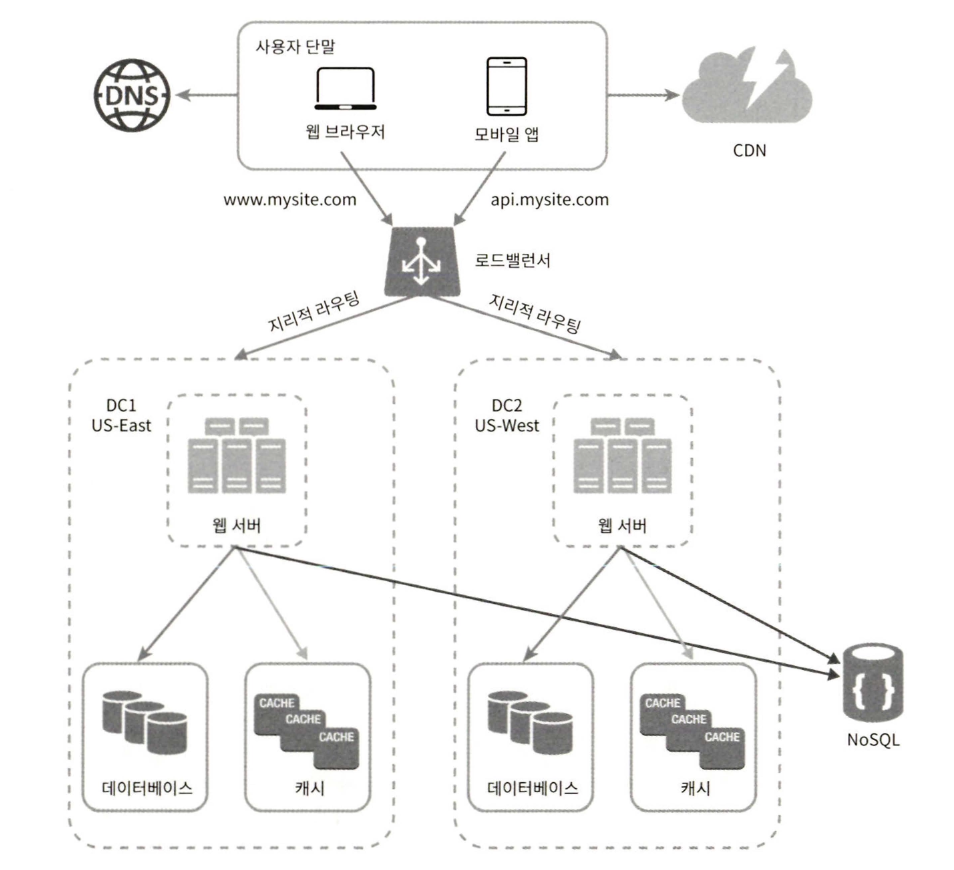 사용자 단말
DNS
웹 브라우저
모바일 앱
CDN
www.mysite.com
api.mysite.com
로드밸런서
지리적 라우팅
지리적 라우팅
DC1
US-East
웹 서버
DC2
US-West
웹 서버
데이터베이스
CACHE
CACHE
CACHE
캐시
데이터베이스
CACHE
CACHE
CACHE
캐시
{ }
NoSQL